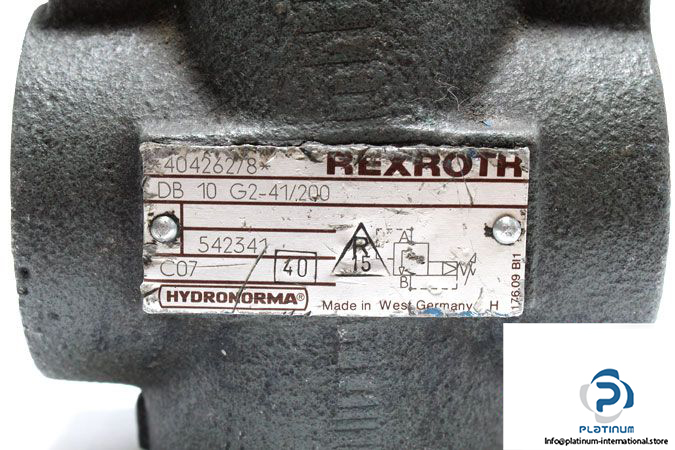 *404262/8* REXROTH
DB 10 G2-41/200
542341
R
15
A
B
C07 40
HYDRONORMA®
Made in West Germany H
176.09 BI1
PLATINUM
Info@platinum-international.store